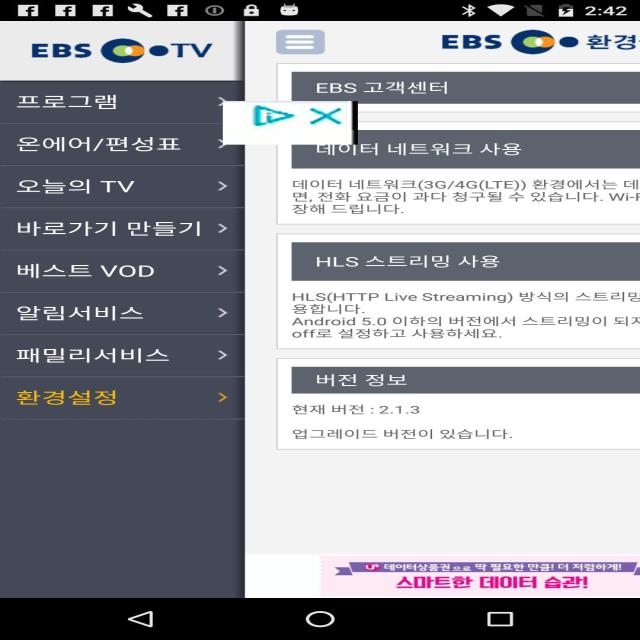 2:42
EBS TV
프로그램
온에어/편성표
오늘의 TV
바로가기 만들기
베스트 VOD
알림서비스
패밀리서비스
환경설정
EBS 환경
EBS 고객센터
데이터 네트워크 사용
데이터 네트워크(3G/4G(LTE)) 환경에서는 데
면, 전화 요금이 과다 청구될 수 있습니다. Wi-F
장해 드립니다.
HLS 스트리밍 사용
HLS(HTTP Live Streaming) 방식의 스트리밍
용합니다.
Android 5.0 이하의 버전에서 스트리밍이 되지
off로 설정하고 사용하세요.
버전 정보
현재 버전 : 2.1.3
업그레이드 버전이 있습니다.
데이터상품권으로 딱 필요한 만큼! 더 저렴하게!
스마트한 데이터 습관!